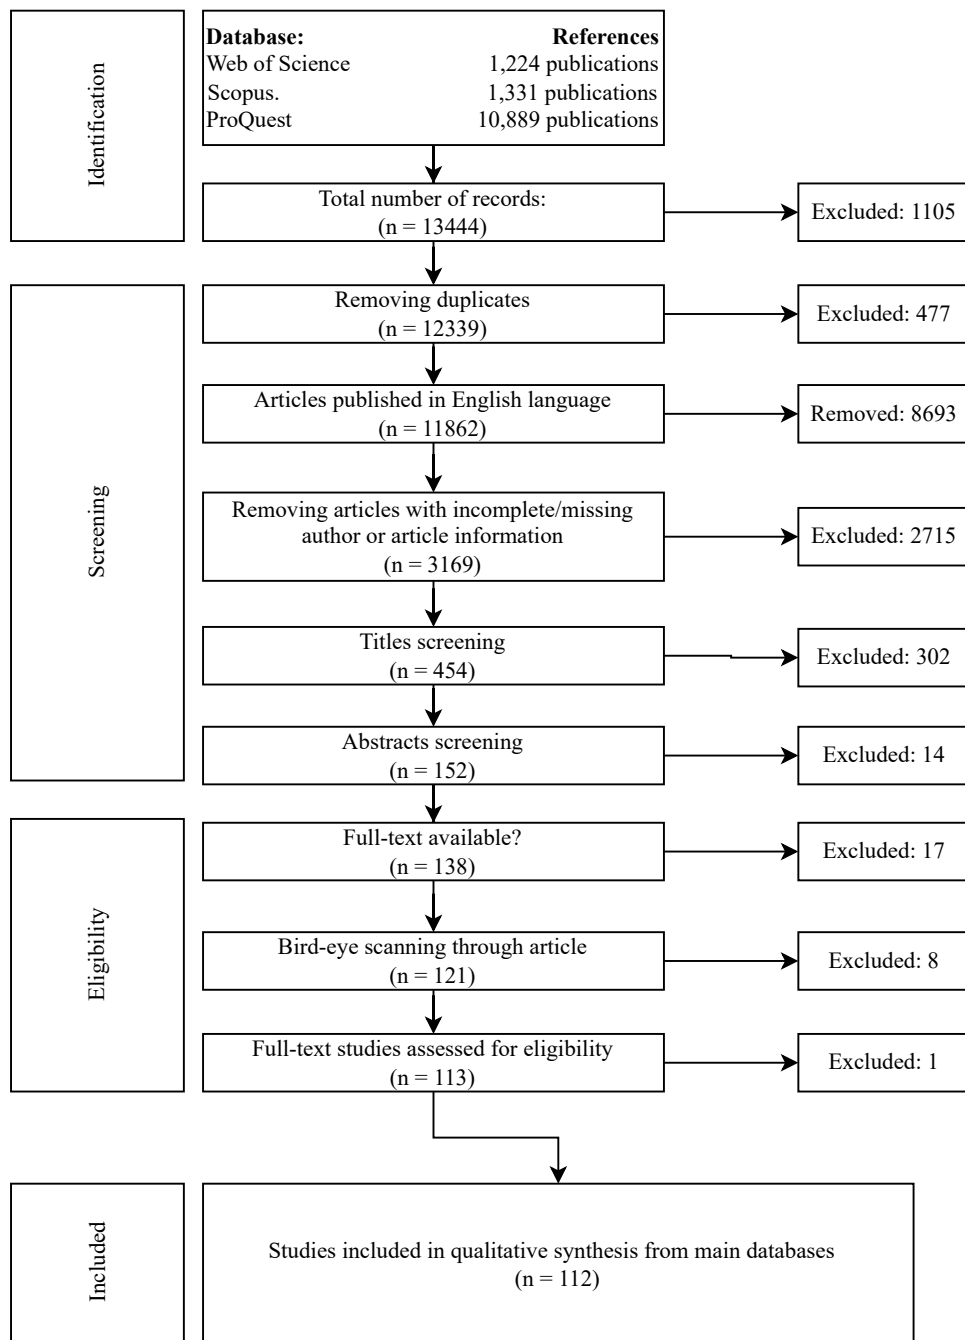 Identification
Database: References
Web of Science 1,224 publications
Scopus. 1,331 publications
ProQuest 10,889 publications
Total number of records:
(n = 13444)
Excluded: 1105
Screening
Removing duplicates
(n = 12339)
Excluded: 477
Articles published in English language
(n = 11862)
Removed: 8693
Removing articles with incomplete/missing
author or article information
(n = 3169)
Excluded: 2715
Titles screening
(n = 454)
Excluded: 302
Abstracts screening
(n = 152)
Excluded: 14
Eligibility
Full-text available?
(n = 138)
Excluded: 17
Bird-eye scanning through article
(n = 121)
Excluded: 8
Full-text studies assessed for eligibility
(n = 113)
Excluded: 1
Included
Studies included in qualitative synthesis from main databases
(n = 112)